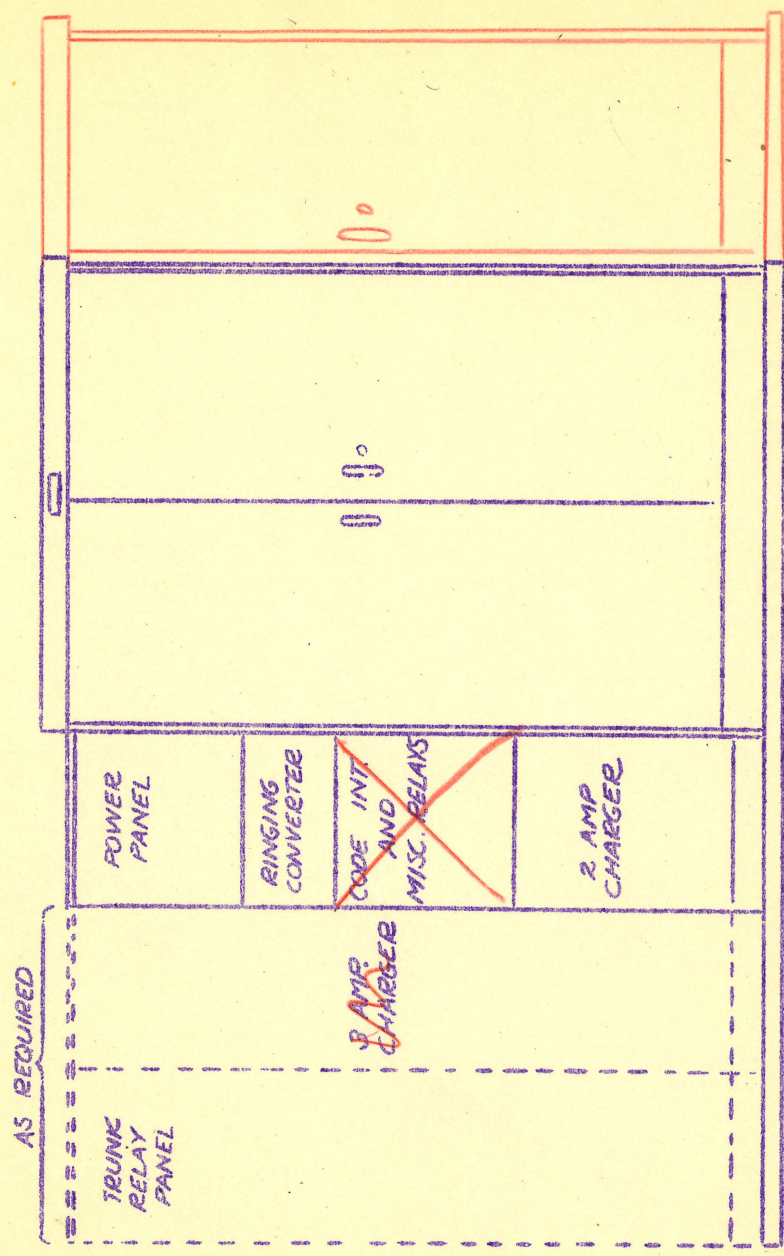 AS REQUIRED
TRUNK
RELAY
PANEL
3 AMP.
CHARGER
POWER
PANEL
RINGING
CONVERTER
CODE INT.
AND
MISC. RELAYS
2 AMP
CHARGER